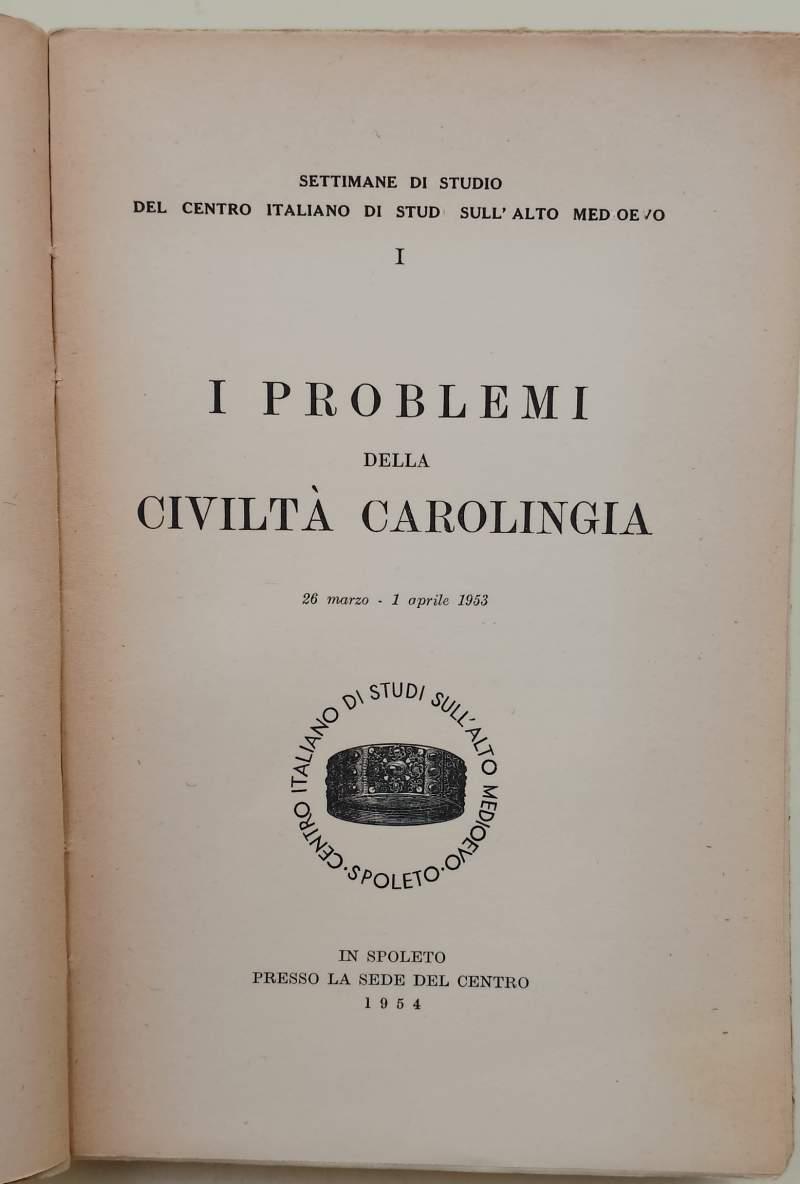 SETTIMANE DI STUDIO
DEL CENTRO ITALIANO DI STUD SULL' ALTO MED OEVO
I
I PROBLEMI
DELLA
CIVILTÀ CAROLINGIA
26 marzo - 1 aprile 1953
CENTRO ITALIANO DI STUDI SULL'ALTO MEDIOEVO · SPOLETO ·
IN SPOLETO
PRESSO LA SEDE DEL CENTRO
1954